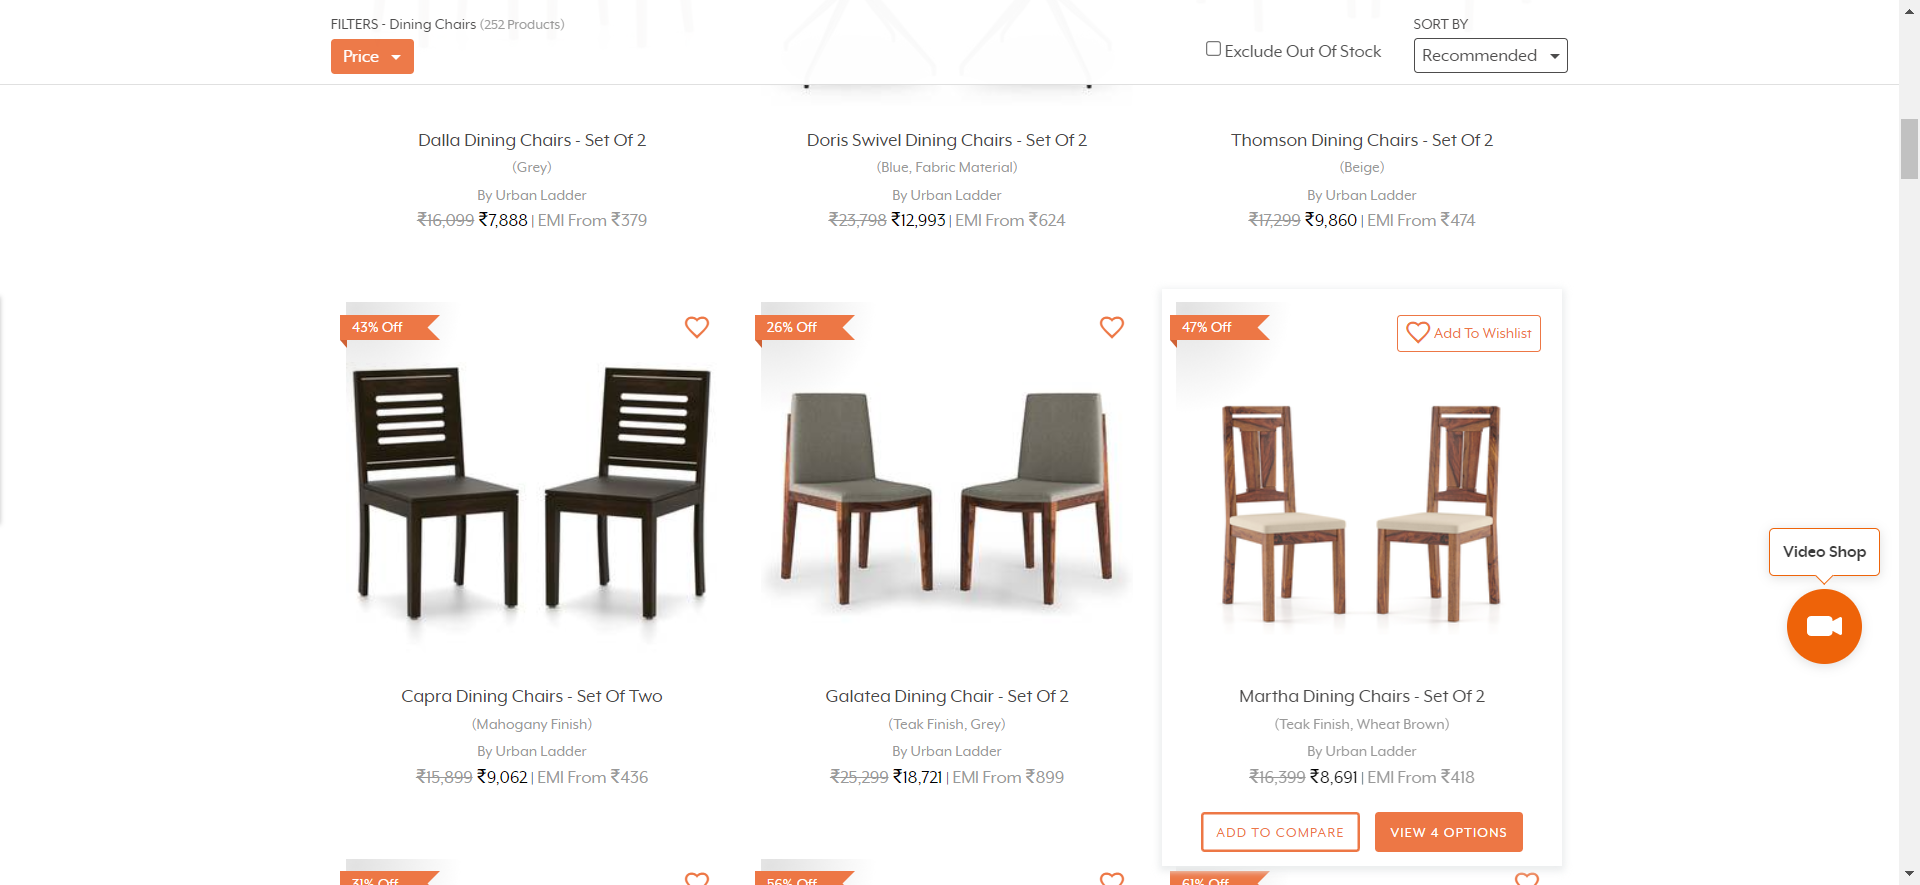 FILTERS - Dining Chairs (252 Products)
Price
Exclude Out Of Stock
SORT BY
Recommended
Dalla Dining Chairs - Set Of 2
(Grey)
By Urban Ladder
₹16,099 ₹7,888 | EMI From ₹379
Doris Swivel Dining Chairs - Set Of 2
(Blue, Fabric Material)
By Urban Ladder
₹23,798 ₹12,993 | EMI From ₹624
Thomson Dining Chairs - Set Of 2
(Beige)
By Urban Ladder
₹17,299 ₹9,860 | EMI From ₹474
43% Off
26% Off
47% Off
Add To Wishlist
Capra Dining Chairs - Set Of Two
(Mahogany Finish)
By Urban Ladder
₹15,899 ₹9,062 | EMI From ₹436
Galatea Dining Chair - Set Of 2
(Teak Finish, Grey)
By Urban Ladder
₹25,299 ₹18,721 | EMI From ₹899
Martha Dining Chairs - Set Of 2
(Teak Finish, Wheat Brown)
By Urban Ladder
₹16,399 ₹8,691 | EMI From ₹418
ADD TO COMPARE
VIEW 4 OPTIONS
Video Shop
31% Off
56% Off
61% Off